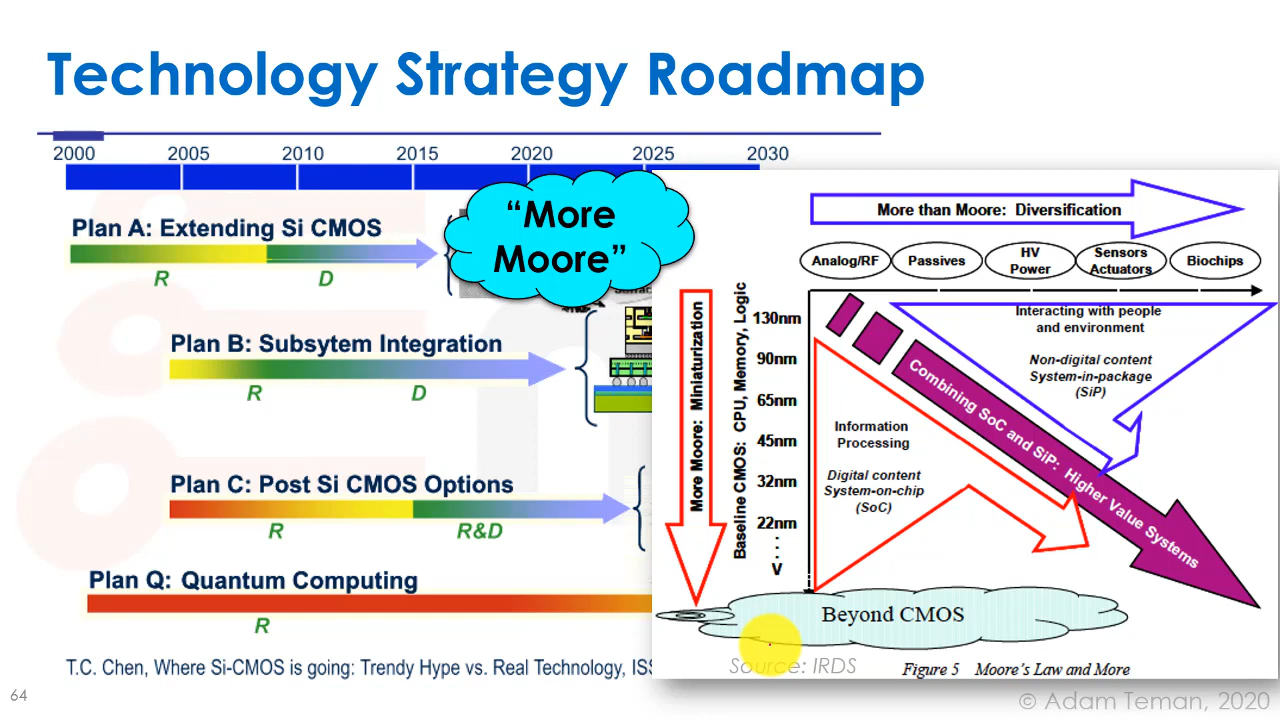 Technology Strategy Roadmap
2000 2005 2010 2015 2020 2025 2030
Plan A: Extending Si CMOS
R D
"More
Moore"
Plan B: Subsytem Integration
R D
Plan C: Post Si CMOS Options
R R&D
Plan Q: Quantum Computing
R
T.C. Chen, Where Si-CMOS is going: Trendy Hype vs. Real Technology, ISS
More than Moore: Diversification
Analog/RF
Passives
HV
Power
Sensors
Actuators
Biochips
More Moore: Miniaturization
Baseline CMOS: CPU, Memory, Logic
130nm
90nm
65nm
45nm
32nm
22nm
V
Interacting with people
and environment
Non-digital content
System-in-package
(SiP)
Combining SoC and SiP: Higher Value Systems
Information
Processing
Digital content
System-on-chip
(SoC)
Beyond CMOS
Source: IRDS
Figure 5 Moore's Law and More
64
© Adam Teman, 2020